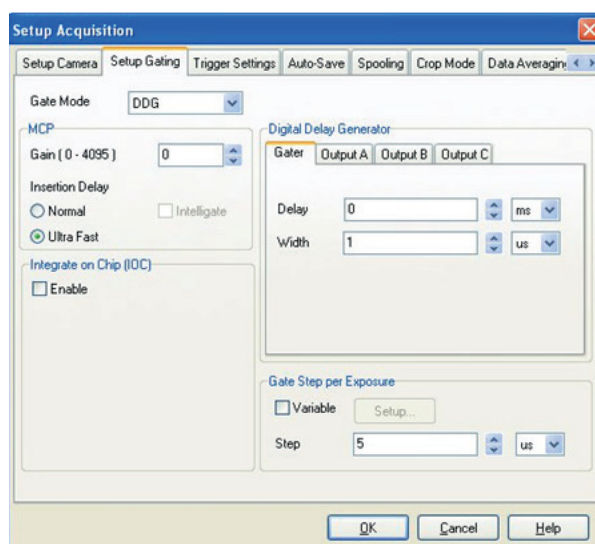 Setup Acquisition
Setup Camera Setup Gating Trigger Settings Auto-Save Spooling Crop Mode Data Averaging
Gate Mode DDG
MCP
Gain ( 0 - 4095 ) 0
Insertion Delay
Normal Intelligate
Ultra Fast
Integrate on Chip (IOC)
Enable
Digital Delay Generator
Gater Output A Output B Output C
Delay 0 ms
Width 1 us
Gate Step per Exposure
Variable Setup...
Step 5 us
OK Cancel Help